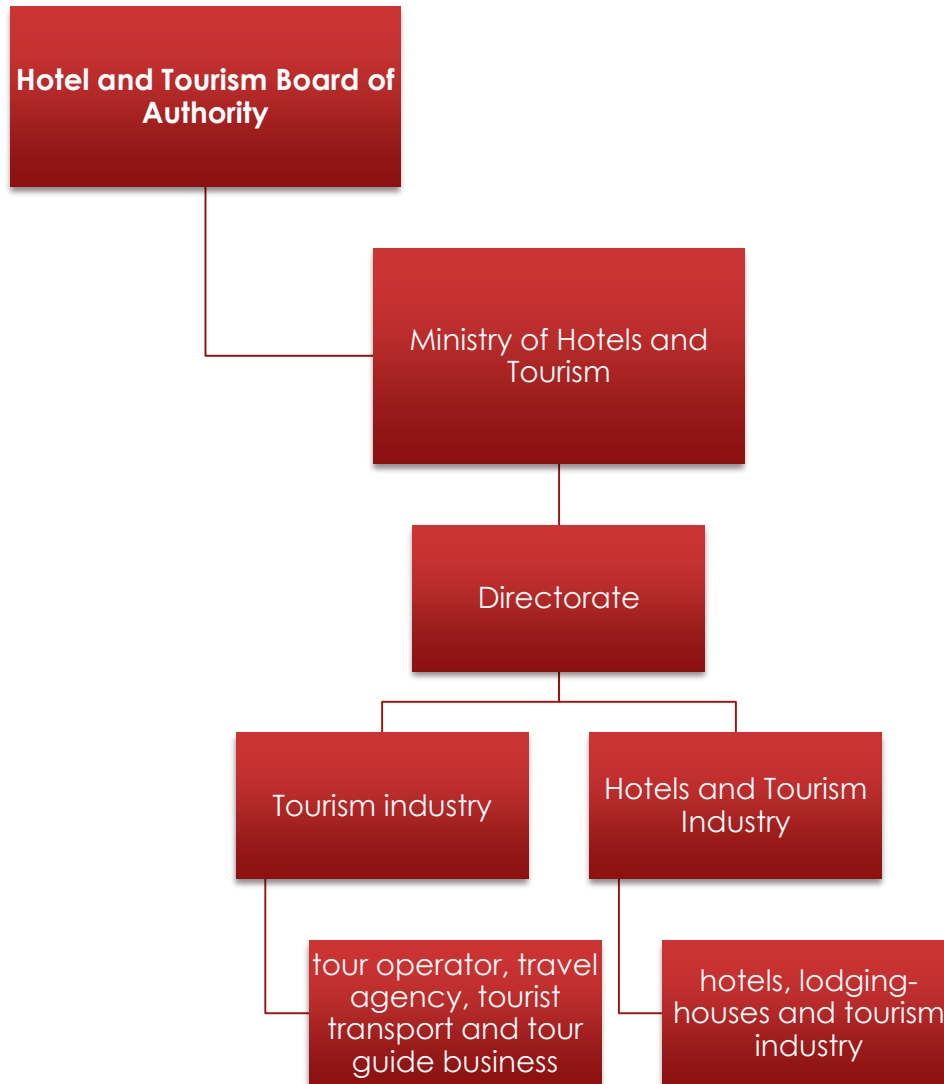 Hotel and Tourism Board of
Authority
Ministry of Hotels and
Tourism
Directorate
Tourism industry
Hotels and Tourism
Industry
tour operator, travel
agency, tourist
transport and tour
guide business
hotels, lodging-
houses and tourism
industry